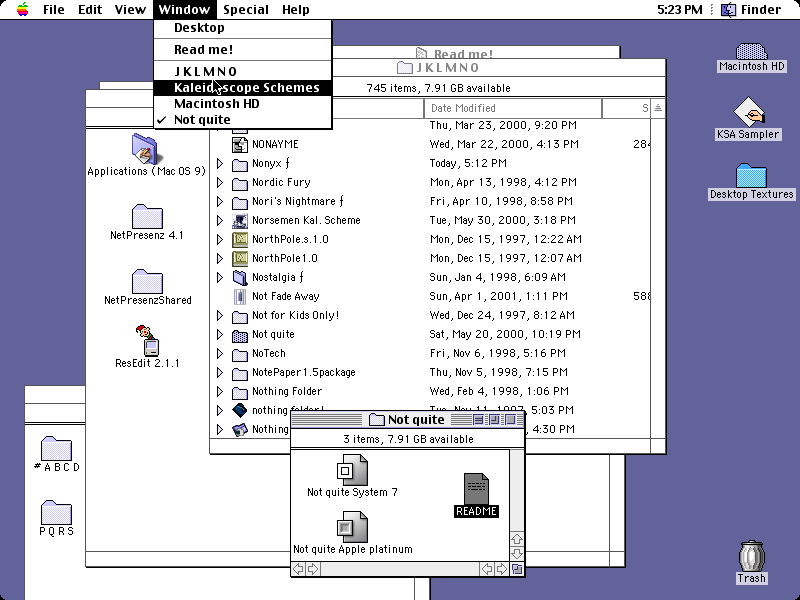 File Edit View Window Special Help 5:23 PM Finder
Desktop
Read me!
J K L M N O
Kaleidoscope Schemes
Macintosh HD
✓ Not quite
Read me!
J K L M N O
745 items, 7.91 GB available
Date Modified S
Thu, Mar 23, 2000, 9:20 PM
NONAYME Wed, Mar 22, 2000, 4:13 PM 284
Nonyx ƒ Today, 5:12 PM
Nordic Fury Mon, Apr 13, 1998, 4:12 PM
Nori's Nightmare ƒ Fri, Apr 10, 1998, 8:58 PM
Norsemen Kal. Scheme Tue, May 30, 2000, 3:18 PM
NorthPole.s.1.0 Mon, Dec 15, 1997, 12:22 AM
NorthPole1.0 Mon, Dec 15, 1997, 12:07 AM
Nostalgia ƒ Sun, Jan 4, 1998, 6:09 AM
Not Fade Away Sun, Apr 1, 2001, 1:11 PM 588
Not for Kids Only! Wed, Dec 24, 1997, 8:12 AM
Not quite Sat, May 20, 2000, 10:19 PM
NoTech Fri, Nov 6, 1998, 5:16 PM
NotePaper1.5package Thu, Nov 5, 1998, 7:15 PM
Nothing Folder Wed, Feb 4, 1998, 1:06 PM
nothing folder! Tue, Nov 11, 1997, 5:03 PM
Nothing 4:30 PM
Applications (Mac OS 9)
NetPresenz 4.1
NetPresenzShared
ResEdit 2.1.1
# A B C D
P Q R S
Not quite
3 items, 7.91 GB available
Not quite System 7
README
Not quite Apple platinum
Macintosh HD
KSA Sampler
Desktop Textures
Trash